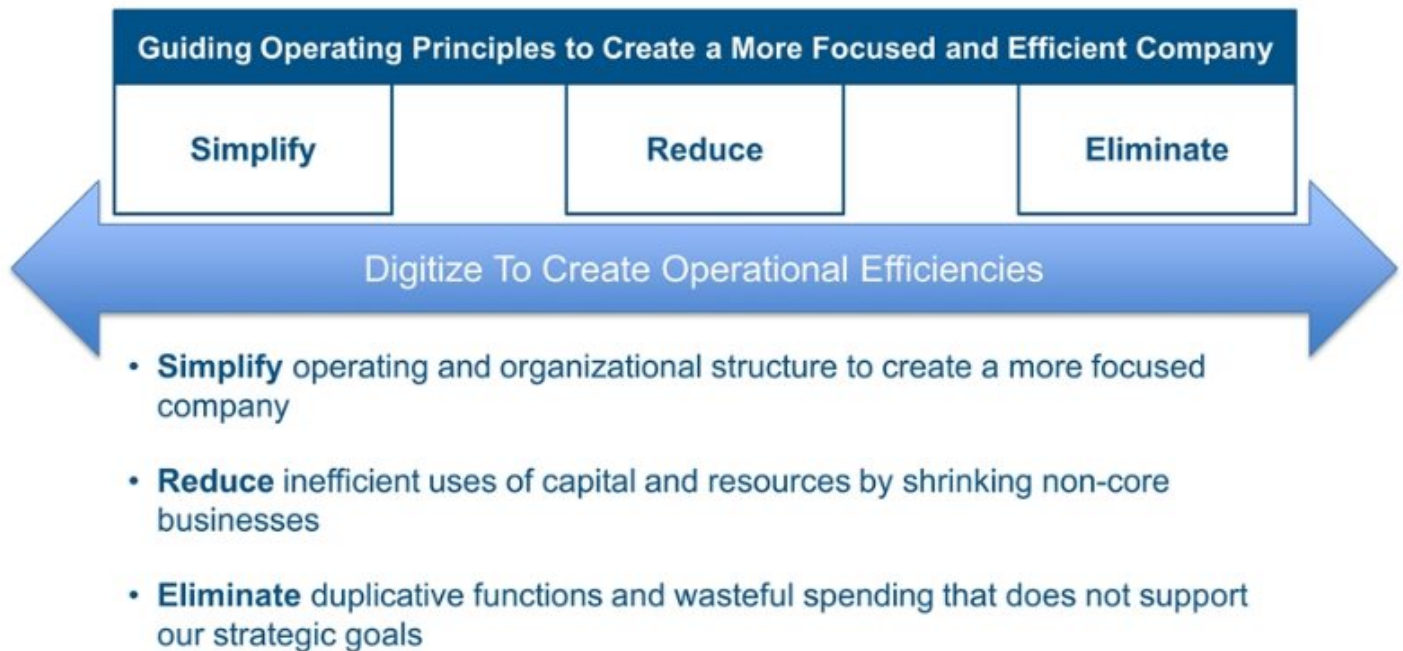 Guiding Operating Principles to Create a More Focused and Efficient Company
Simplify
Reduce
Eliminate
Digitize To Create Operational Efficiencies
• Simplify operating and organizational structure to create a more focused
company
• Reduce inefficient uses of capital and resources by shrinking non-core
businesses
• Eliminate duplicative functions and wasteful spending that does not support
our strategic goals